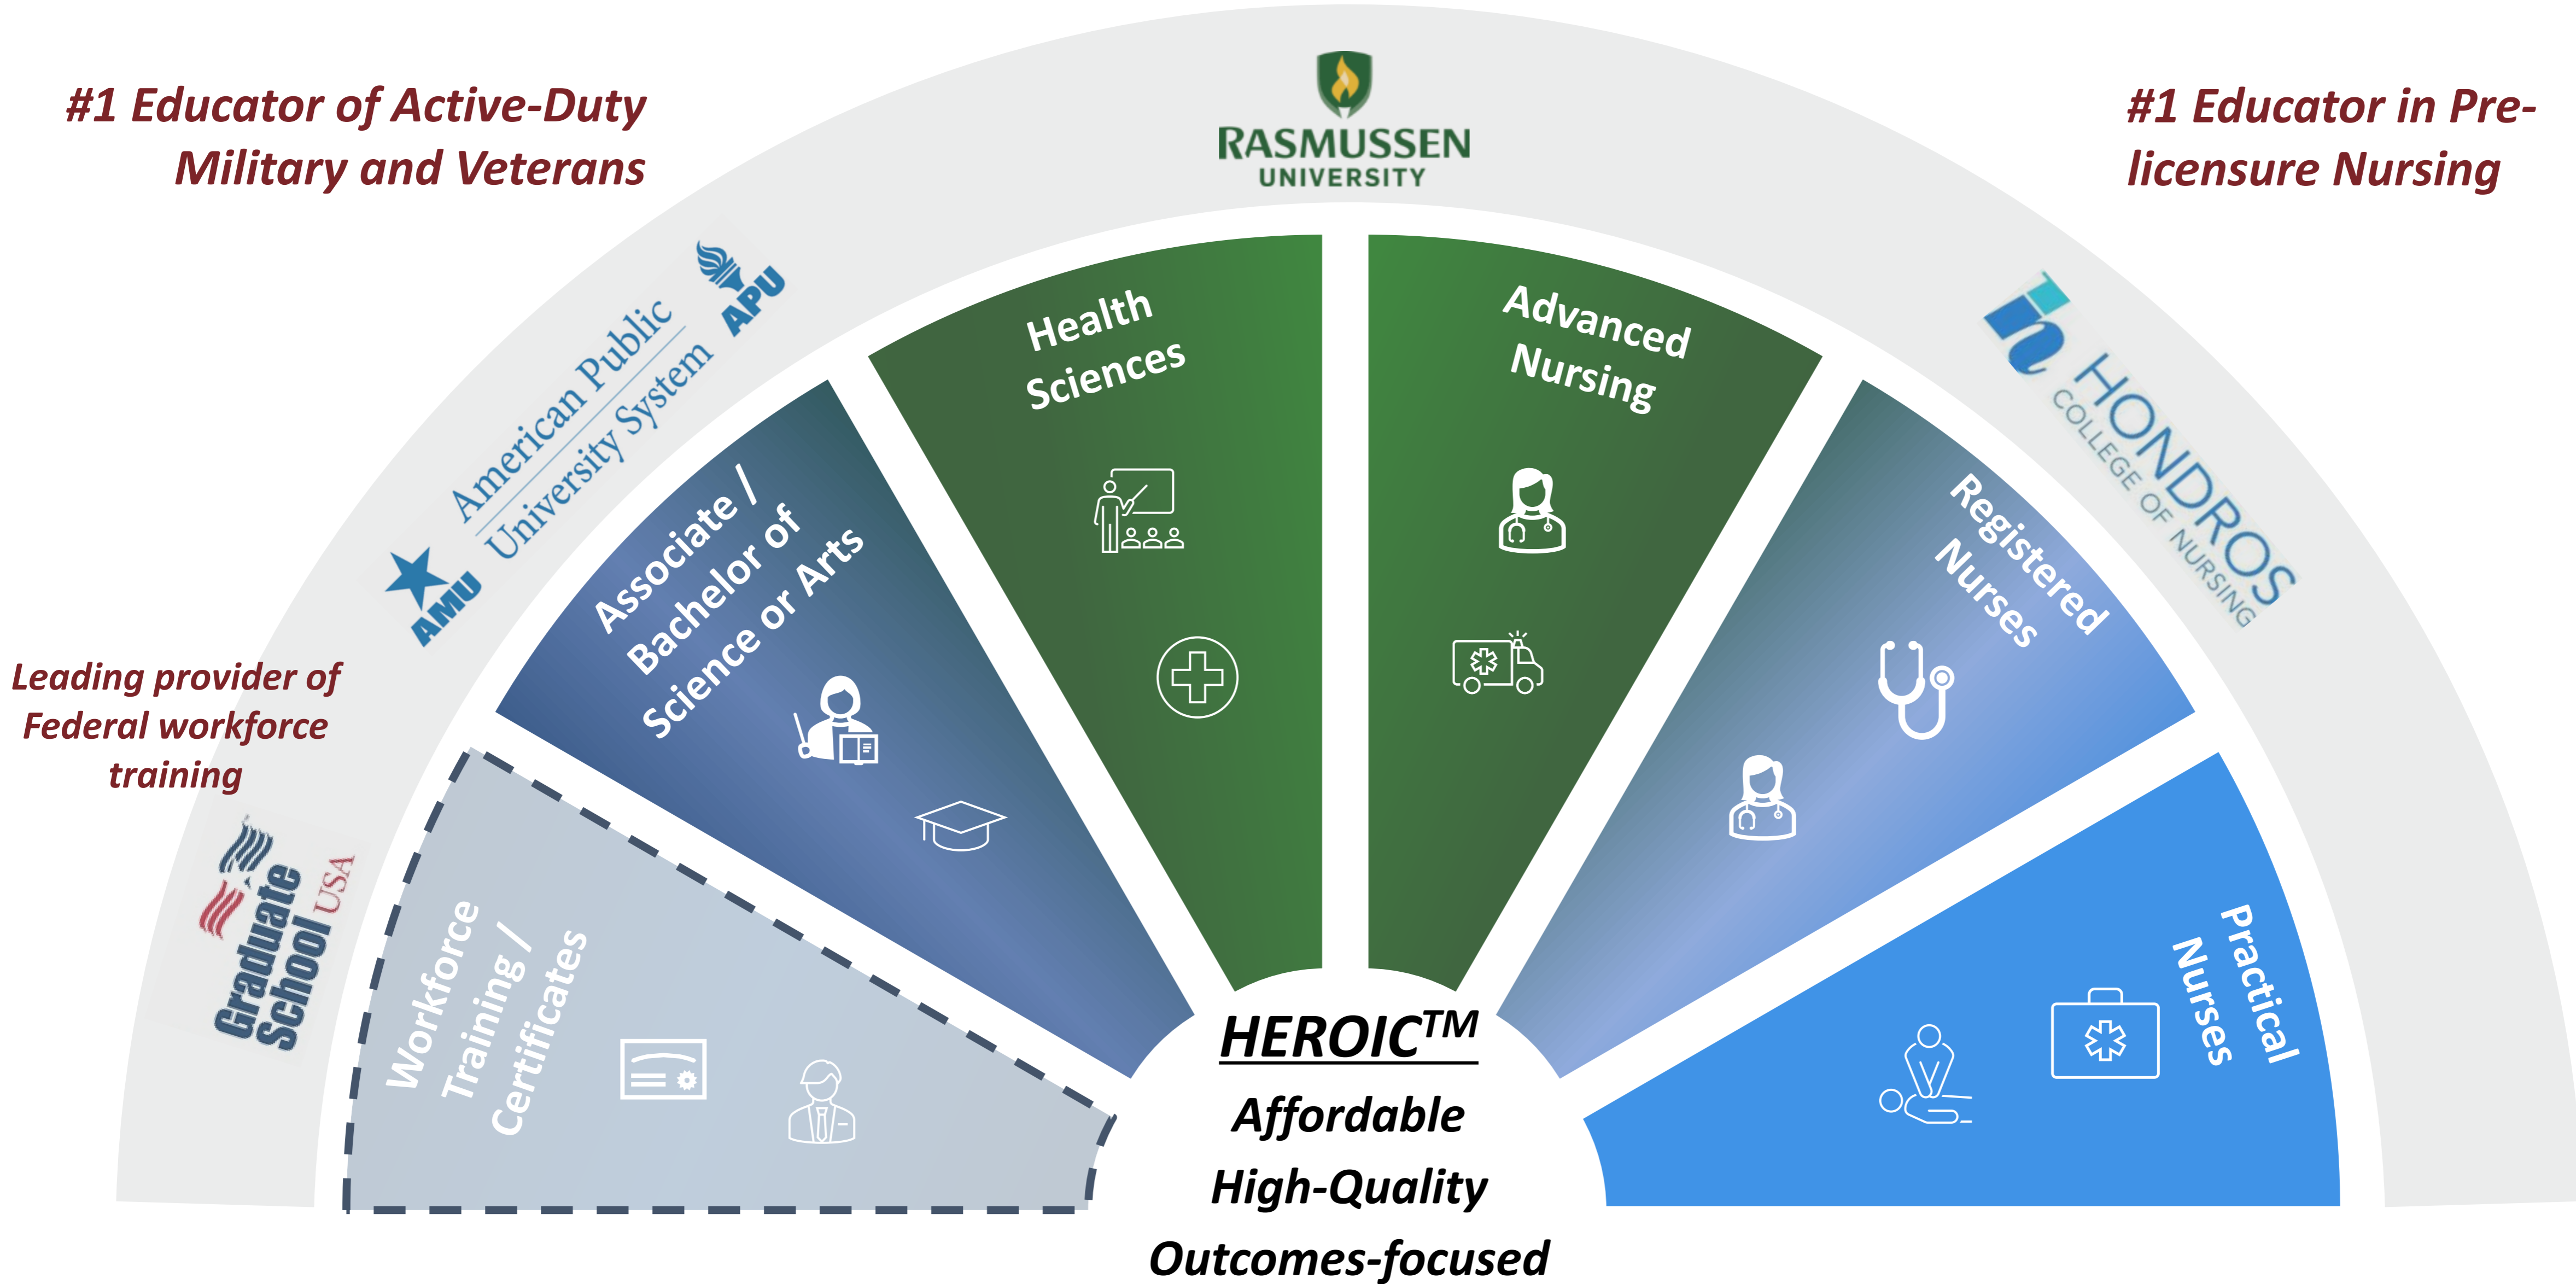 #1 Educator of Active-Duty
Military and Veterans
RASMUSSEN
UNIVERSITY
#1 Educator in Pre-
licensure Nursing
American Public
University System
APU
AMU
HONDROS
COLLEGE OF NURSING
Leading provider of
Federal workforce
training
Graduate
School USA
Workforce
Training /
Certificates
Associate /
Bachelor of
Science or Arts
Health
Sciences
Advanced
Nursing
Registered
Nurses
Practical
Nurses
HEROIC™
Affordable
High-Quality
Outcomes-focused